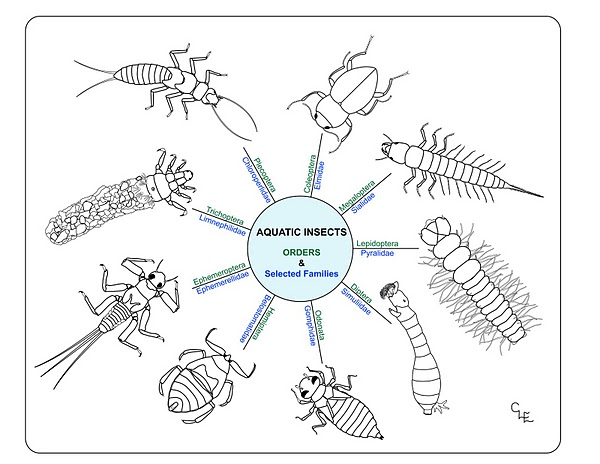 AQUATIC INSECTS
ORDERS
&
Selected Families
Plecoptera
Chloroperlidae
Coleoptera
Elmidae
Megaloptera
Sialidae
Lepidoptera
Pyralidae
Diptera
Simuliidae
Odonata
Gomphidae
Hemiptera
Belostomatidae
Ephemeroptera
Ephemerellidae
Trichoptera
Limnephilidae
CLE